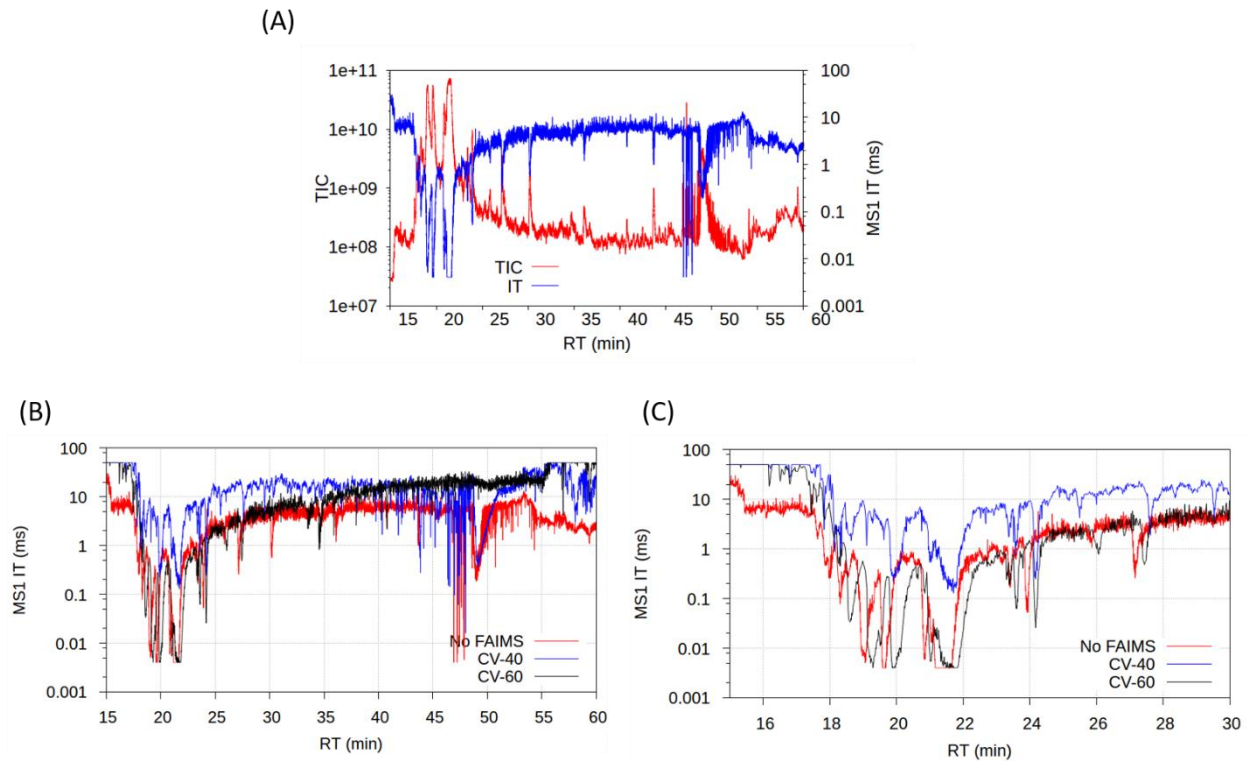 (A)
1e+11
1e+10
1e+09
1e+08
1e+07
TIC
100
10
1
0.1
0.01
0.001
MS1 IT (ms)
TIC
IT
15 20 25 30 35 40 45 50 55 60
RT (min)
(B)
100
10
1
0.1
0.01
0.001
MS1 IT (ms)
No FAIMS
CV-40
CV-60
15 20 25 30 35 40 45 50 55 60
RT (min)
(C)
100
10
1
0.1
0.01
0.001
MS1 IT (ms)
No FAIMS
CV-40
CV-60
16 18 20 22 24 26 28 30
RT (min)